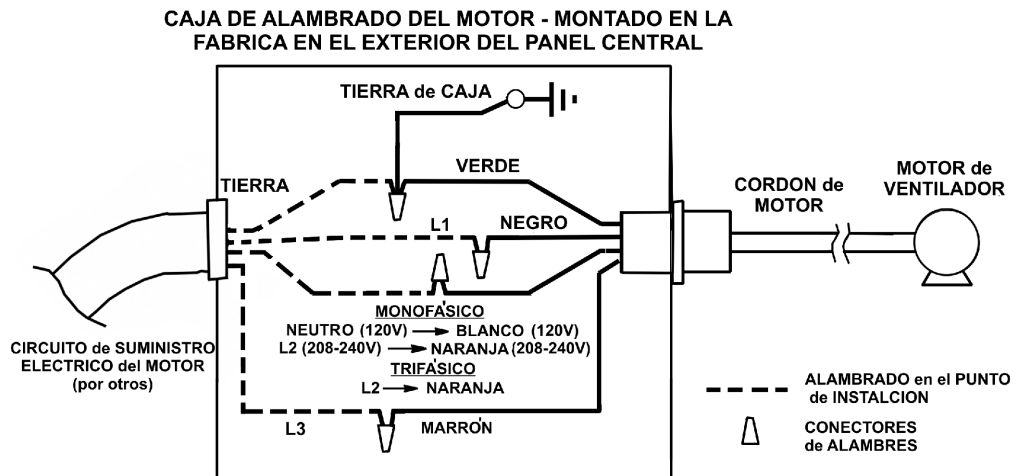 CAJA DE ALAMBRADO DEL MOTOR - MONTADO EN LA
FABRICA EN EL EXTERIOR DEL PANEL CENTRAL
TIERRA de CAJA
VERDE
TIERRA
CORDON de
MOTOR
MOTOR de
VENTILADOR
L1
NEGRO
MONOFÁSICO
NEUTRO (120V) → BLANCO (120V)
L2 (208-240V) → NARANJA (208-240V)
TRIFÁSICO
L2 → NARANJA
CIRCUITO de SUMINISTRO
ELECTRICO del MOTOR
(por otros)
L3
MARRÓN
ALAMBRADO en el PUNTO
de INSTALCION
CONECTORES
de ALAMBRES